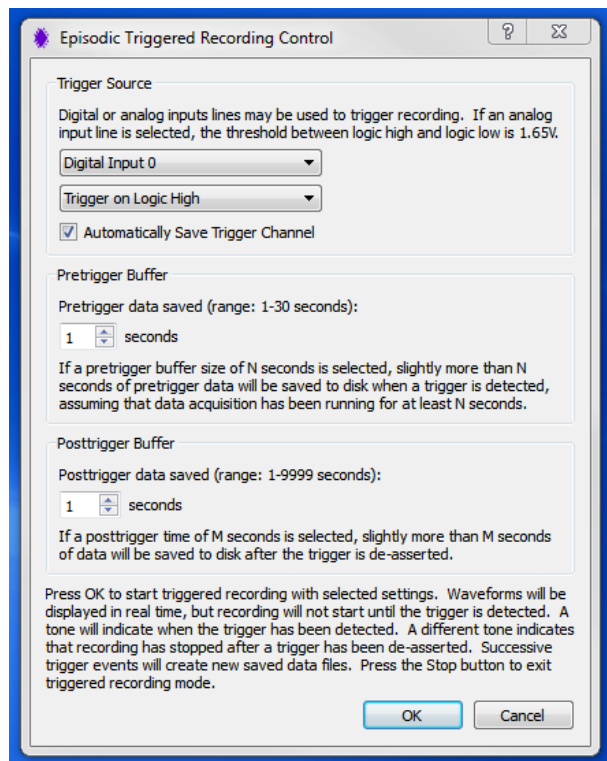 Episodic Triggered Recording Control
Trigger Source
Digital or analog inputs lines may be used to trigger recording. If an analog
input line is selected, the threshold between logic high and logic low is 1.65V.
Digital Input 0
Trigger on Logic High
Automatically Save Trigger Channel
Pretrigger Buffer
Pretrigger data saved (range: 1-30 seconds):
1 seconds
If a pretrigger buffer size of N seconds is selected, slightly more than N
seconds of pretrigger data will be saved to disk when a trigger is detected,
assuming that data acquisition has been running for at least N seconds.
Posttrigger Buffer
Posttrigger data saved (range: 1-9999 seconds):
1 seconds
If a posttrigger time of M seconds is selected, slightly more than M seconds
of data will be saved to disk after the trigger is de-asserted.
Press OK to start triggered recording with selected settings. Waveforms will be
displayed in real time, but recording will not start until the trigger is detected. A
tone will indicate when the trigger has been detected. A different tone indicates
that recording has stopped after a trigger has been de-asserted. Successive
trigger events will create new saved data files. Press the Stop button to exit
triggered recording mode.
OK Cancel